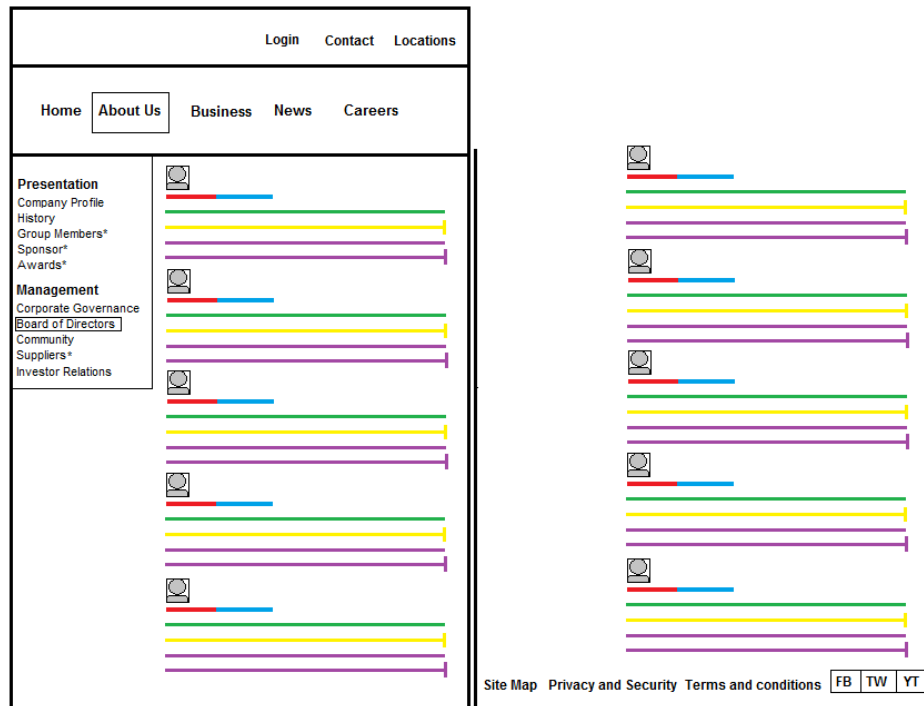 Login Contact Locations
Home About Us Business News Careers
Presentation
Company Profile
History
Group Members*
Sponsor*
Awards*
Management
Corporate Governance
Board of Directors
Community
Suppliers*
Investor Relations
Site Map Privacy and Security Terms and conditions FB TW YT